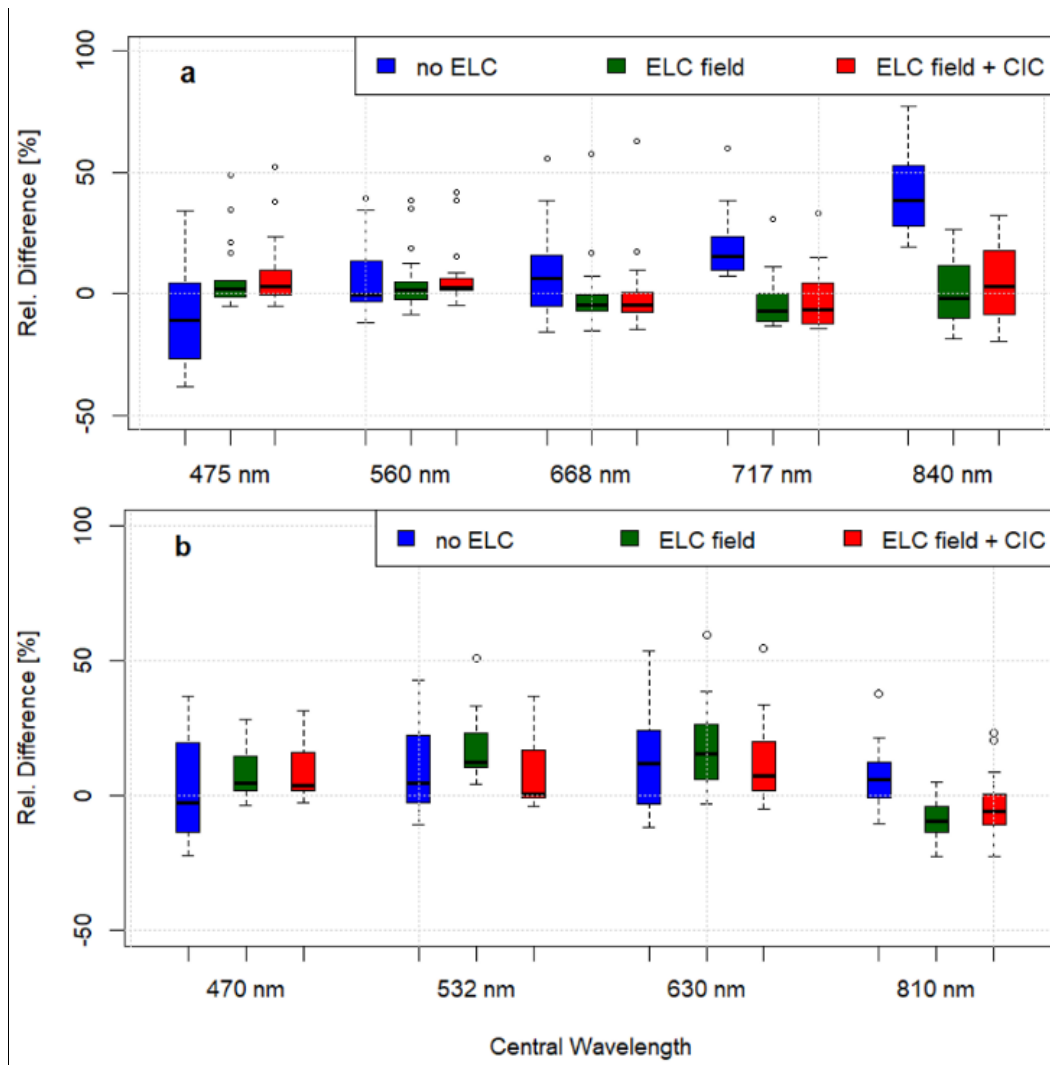 a no ELC ELC field ELC field + CIC
100
50
0
-50
Rel. Difference [%]
475 nm 560 nm 668 nm 717 nm 840 nm
b no ELC ELC field ELC field + CIC
100
50
0
-50
Rel. Difference [%]
470 nm 532 nm 630 nm 810 nm
Central Wavelength